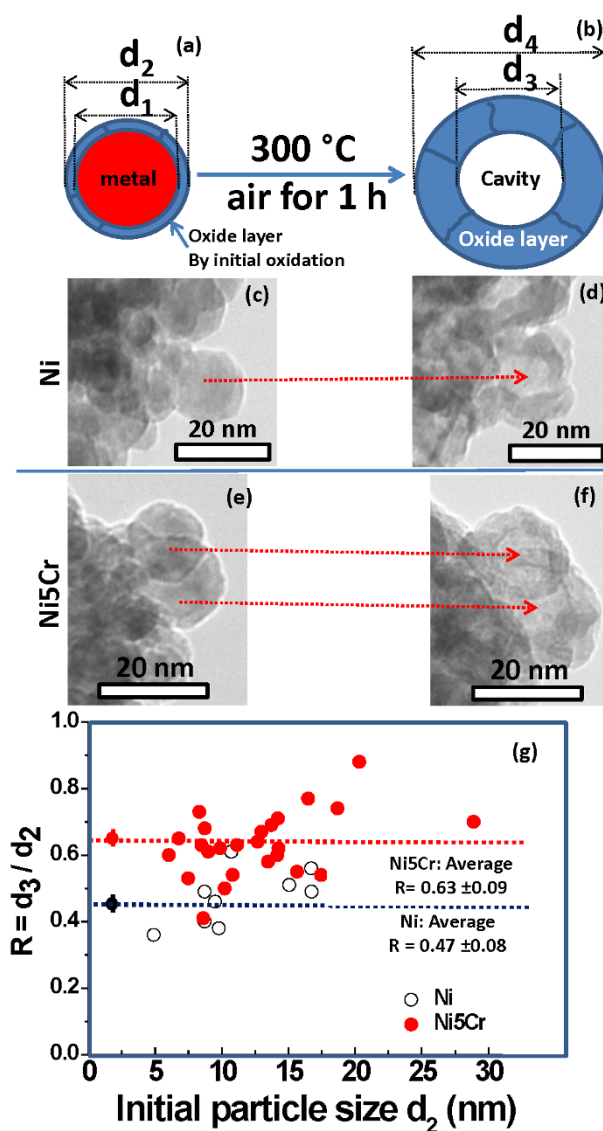 (a)
(b)
d2
d1
d4
d3
metal
300 °C
air for 1 h
Cavity
Oxide layer
Oxide layer
By initial oxidation
Ni
(c)
20 nm
(d)
20 nm
Ni5Cr
(e)
20 nm
(f)
20 nm
(g)
R = d3 / d2
1.0
0.8
0.6
0.4
0.2
0.0
Ni5Cr: Average
R= 0.63 ±0.09
Ni: Average
R = 0.47 ±0.08
Ni
Ni5Cr
0 5 10 15 20 25 30
Initial particle size d2 (nm)